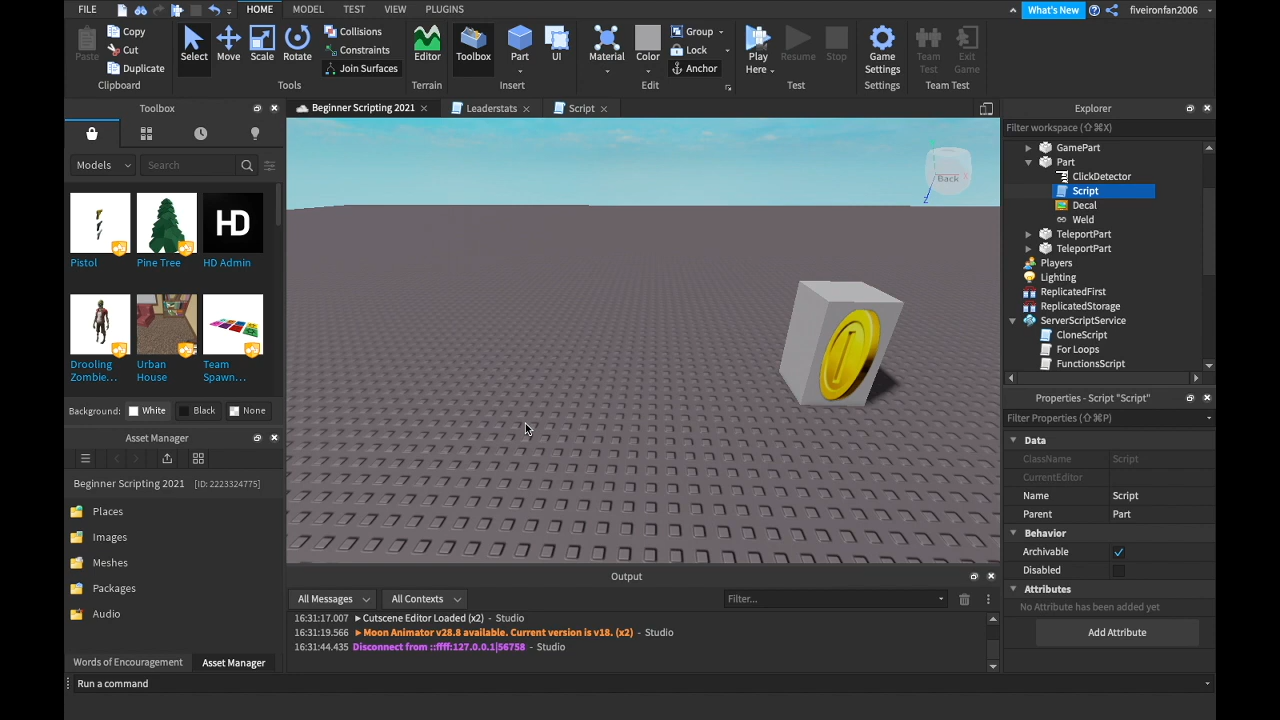 FILE HOME MODEL TEST VIEW PLUGINS What's New fiveironfan2006
Paste Copy Cut Duplicate Clipboard
Select Move Scale Rotate Collisions Constraints Join Surfaces Tools
Editor Terrain
Toolbox Part UI Insert
Material Color Group Lock Anchor Edit
Play Here Resume Stop Test
Game Settings Settings
Team Test Exit Game Team Test
Toolbox
Models Search
Pistol Pine Tree HD Admin
HD
Drooling Zombie... Urban House Team Spawn...
Background: White Black None
Asset Manager
Beginner Scripting 2021 [ID: 2223324775]
Places
Images
Meshes
Packages
Audio
Words of Encouragement Asset Manager
Beginner Scripting 2021 Leaderstats Script
Back
Z
Output
All Messages All Contexts Filter...
16:31:17.007 Cutscene Editor Loaded (x2) - Studio
16:31:19.566 Moon Animator v28.8 available. Current version is v18. (x2) - Studio
16:31:44.435 Disconnect from ::ffff:127.0.0.1|56758 - Studio
Run a command
Explorer
Filter workspace (⇧⌘X)
GamePart
Part
ClickDetector
Script
Decal
Weld
TeleportPart
TeleportPart
Players
Lighting
ReplicatedFirst
ReplicatedStorage
ServerScriptService
CloneScript
For Loops
FunctionsScript
Properties - Script "Script"
Filter Properties (⇧⌘P)
Data
ClassName Script
CurrentEditor
Name Script
Parent Part
Behavior
Archivable
Disabled
Attributes
No Attribute has been added yet
Add Attribute